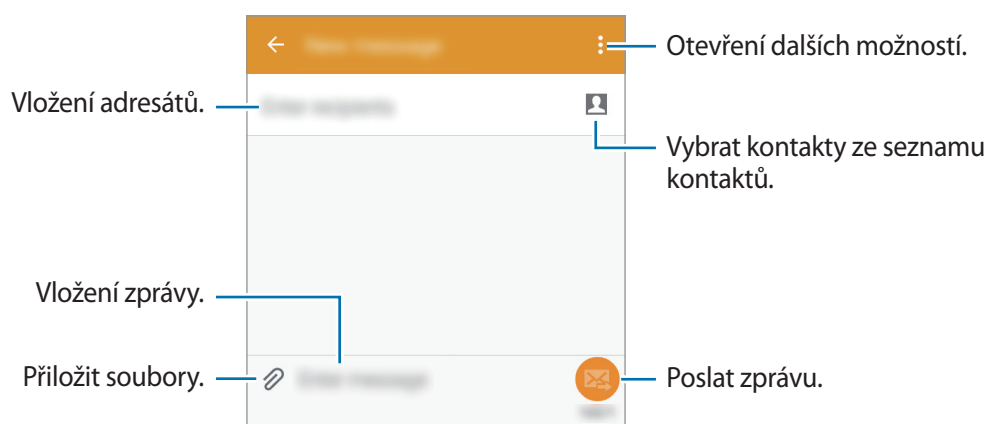 Otevření dalších možností.
Vložení adresátů.
Vybrat kontakty ze seznamu
kontaktů.
Vložení zprávy.
Přiložit soubory.
Poslat zprávu.